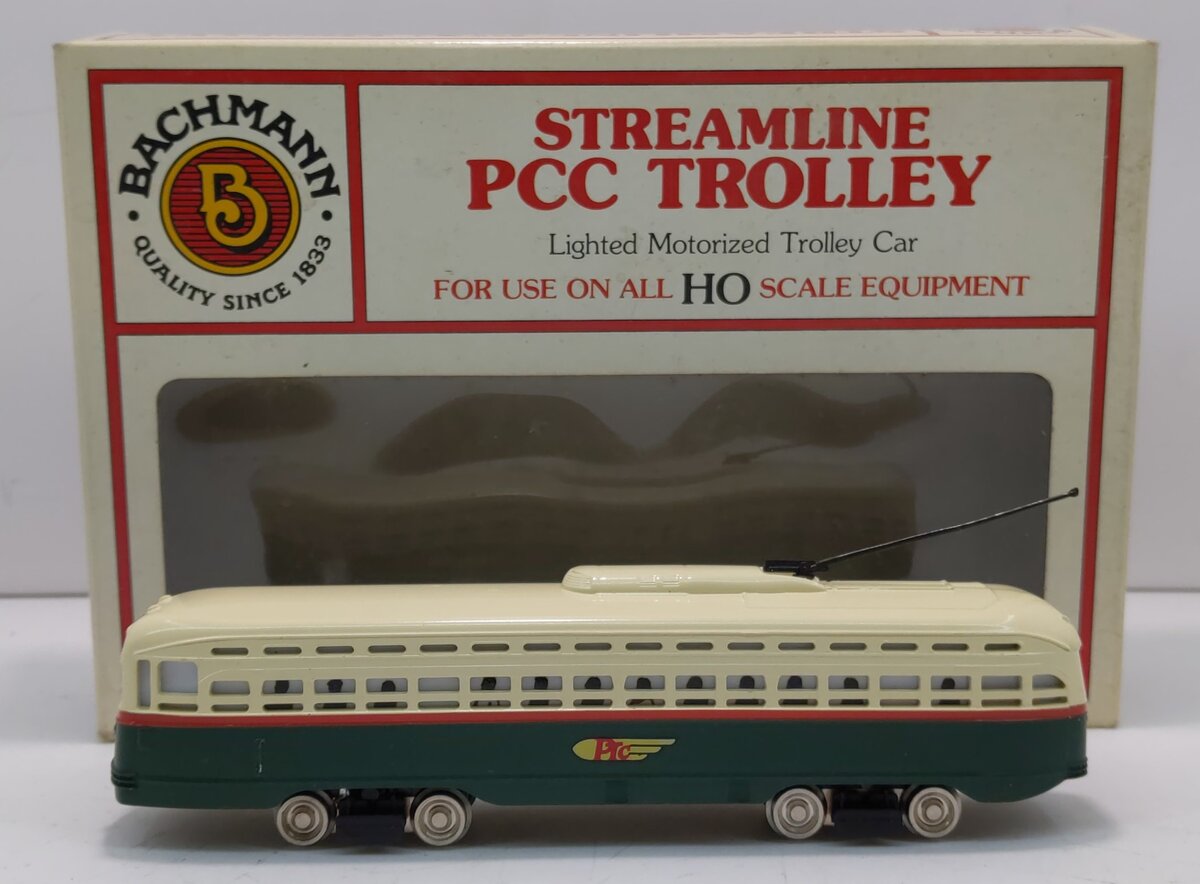 BACHMANN
B
• QUALITY SINCE 1833 •
STREAMLINE
PCC TROLLEY
Lighted Motorized Trolley Car
FOR USE ON ALL HO SCALE EQUIPMENT
PTC